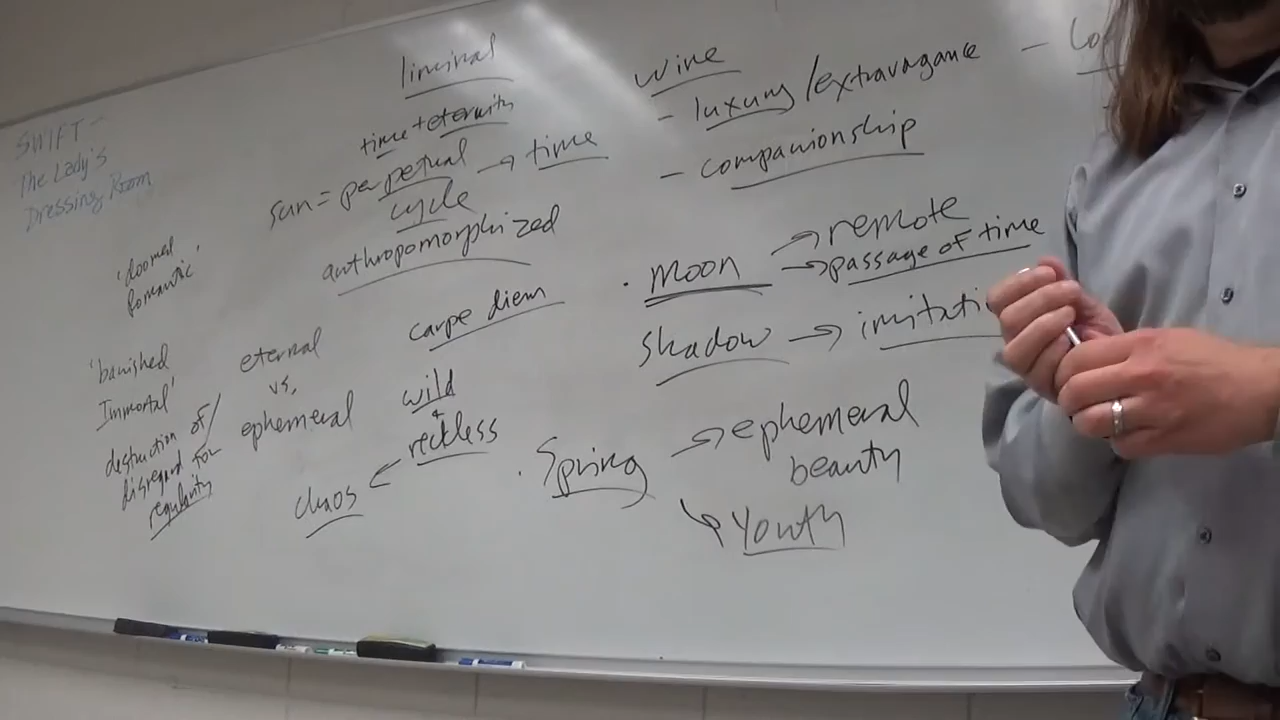 SWIFT -
The Lady's
Dressing Room
'doomed
Romantic'
'banished
Immortal'
destruction of/
disregard for
regularity
eternal
vs.
ephemeral
liminal
time + eternity
sun = perpetual → time
cycle
anthropomorphized
carpe diem
wild
+
reckless
chaos ←
wine
- luxury/extravagance
- companionship
· moon → remote
→ passage of time
shadow → imitati
· Spring → ephemeral
beauty
↳ Youth
-